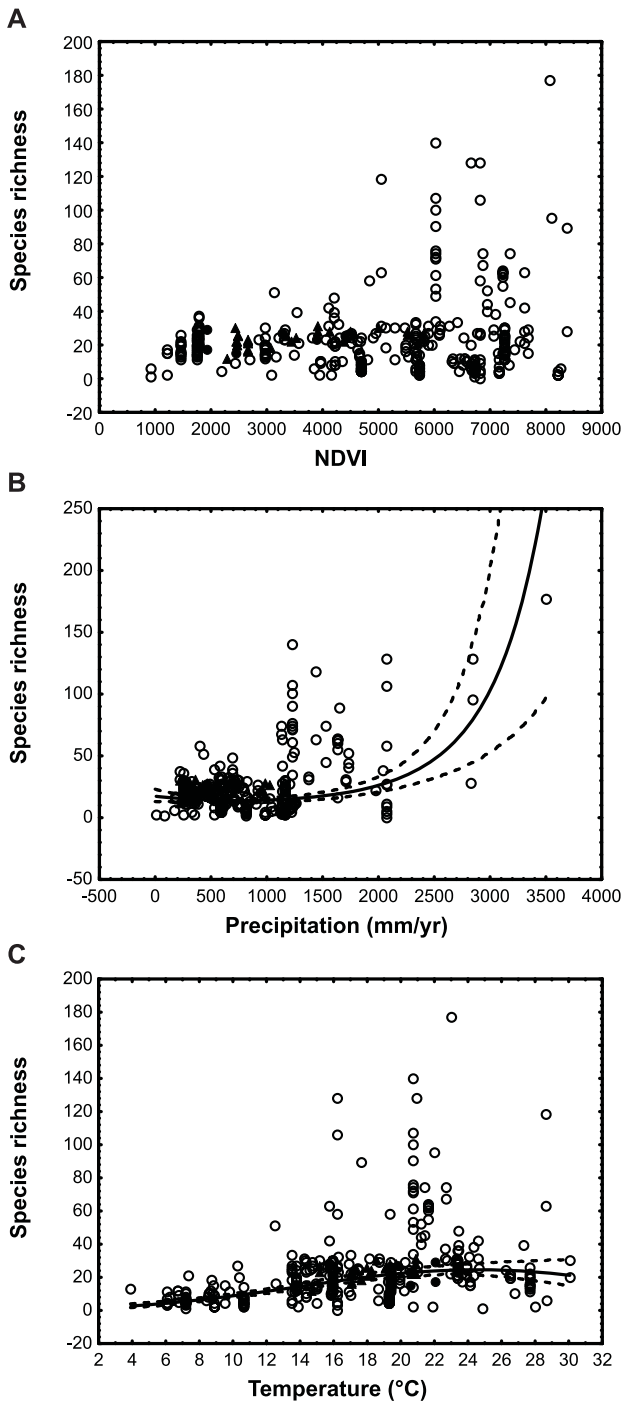 A
200
180
160
140
120
100
80
60
40
20
0
-20
Species richness
0 1000 2000 3000 4000 5000 6000 7000 8000 9000
NDVI
B
250
200
150
100
50
0
-50
Species richness
-500 0 500 1000 1500 2000 2500 3000 3500 4000
Precipitation (mm/yr)
C
200
180
160
140
120
100
80
60
40
20
0
-20
Species richness
2 4 6 8 10 12 14 16 18 20 22 24 26 28 30 32
Temperature (°C)